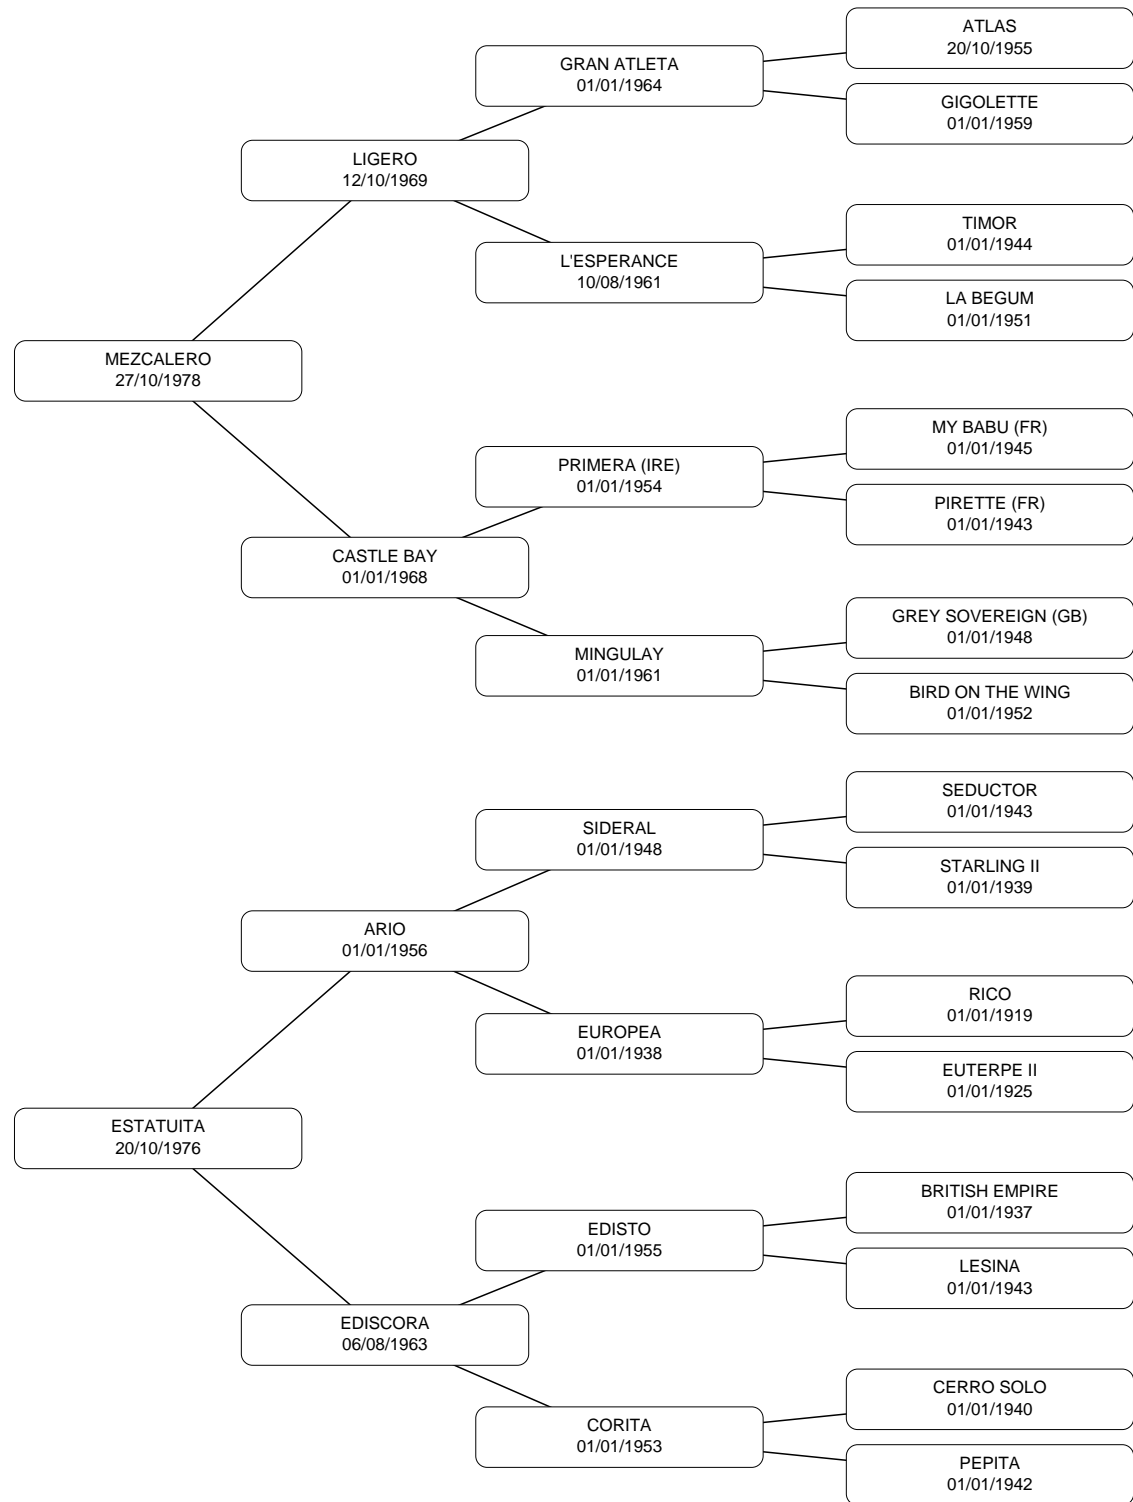 ATLAS
20/10/1955
GRAN ATLETA
01/01/1964
GIGOLETTE
01/01/1959
LIGERO
12/10/1969
TIMOR
01/01/1944
L'ESPERANCE
10/08/1961
LA BEGUM
01/01/1951
MEZCALERO
27/10/1978
MY BABU (FR)
01/01/1945
PRIMERA (IRE)
01/01/1954
PIRETTE (FR)
01/01/1943
CASTLE BAY
01/01/1968
GREY SOVEREIGN (GB)
01/01/1948
MINGULAY
01/01/1961
BIRD ON THE WING
01/01/1952
SEDUCTOR
01/01/1943
SIDERAL
01/01/1948
STARLING II
01/01/1939
ARIO
01/01/1956
RICO
01/01/1919
EUROPEA
01/01/1938
EUTERPE II
01/01/1925
ESTATUITA
20/10/1976
BRITISH EMPIRE
01/01/1937
EDISTO
01/01/1955
LESINA
01/01/1943
EDISCORA
06/08/1963
CERRO SOLO
01/01/1940
CORITA
01/01/1953
PEPITA
01/01/1942